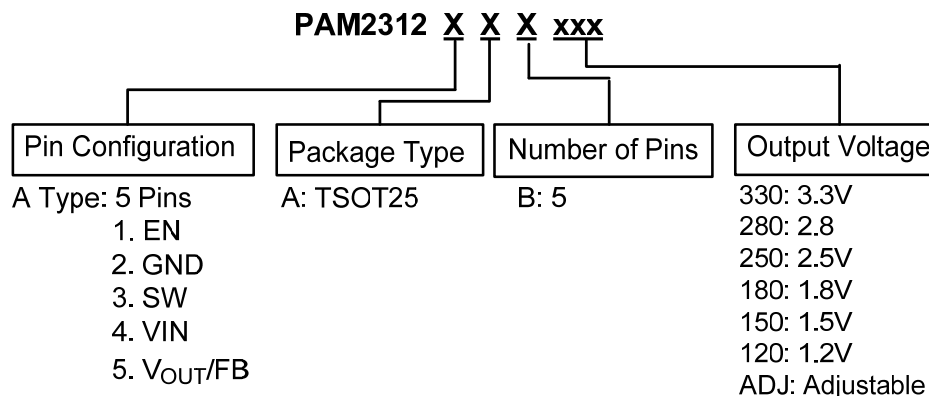 PAM2312 X X X xxx
Pin Configuration
A Type: 5 Pins
1. EN
2. GND
3. SW
4. VIN
5. VOUT/FB
Package Type
A: TSOT25
Number of Pins
B: 5
Output Voltage
330: 3.3V
280: 2.8
250: 2.5V
180: 1.8V
150: 1.5V
120: 1.2V
ADJ: Adjustable